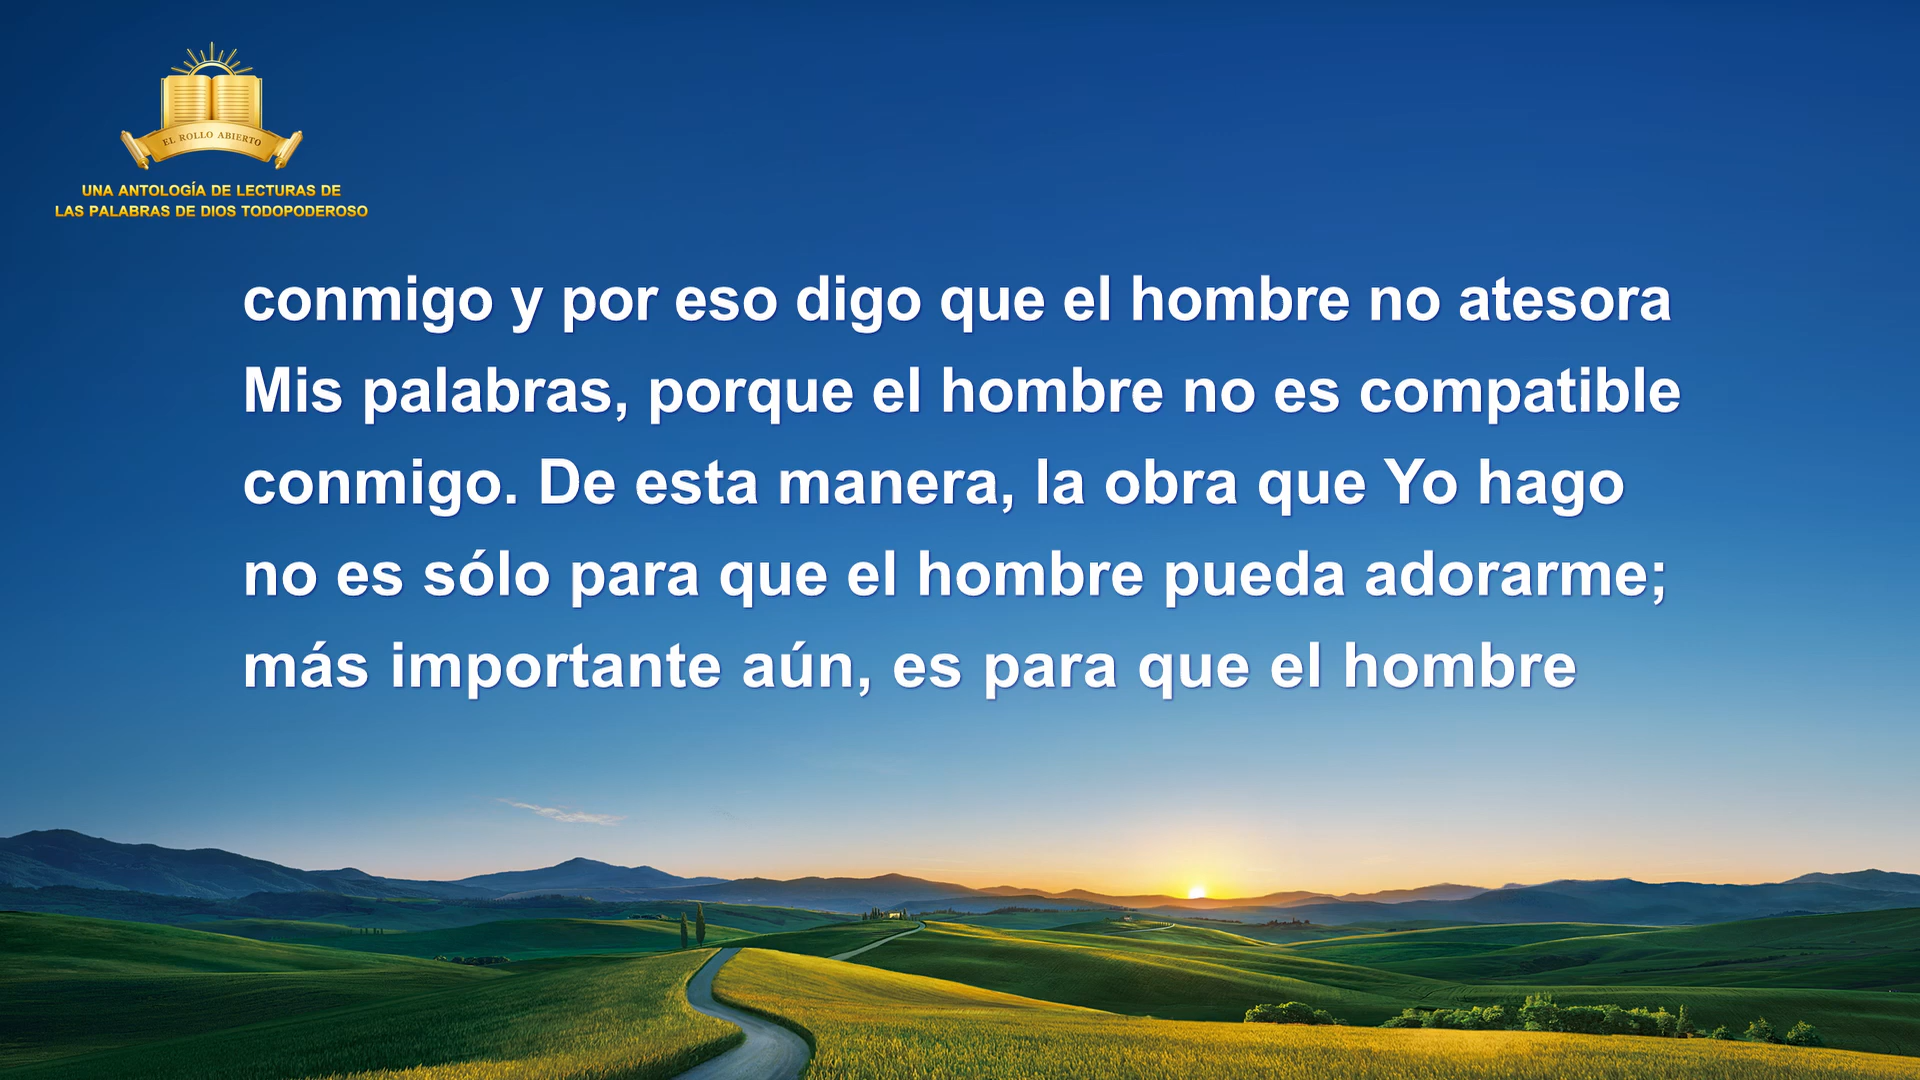 EL ROLLO ABIERTO
UNA ANTOLOGÍA DE LECTURAS DE
LAS PALABRAS DE DIOS TODOPODEROSO
conmigo y por eso digo que el hombre no atesora
Mis palabras, porque el hombre no es compatible
conmigo. De esta manera, la obra que Yo hago
no es sólo para que el hombre pueda adorarme;
más importante aún, es para que el hombre